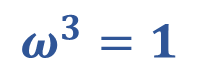 ω³ = 1